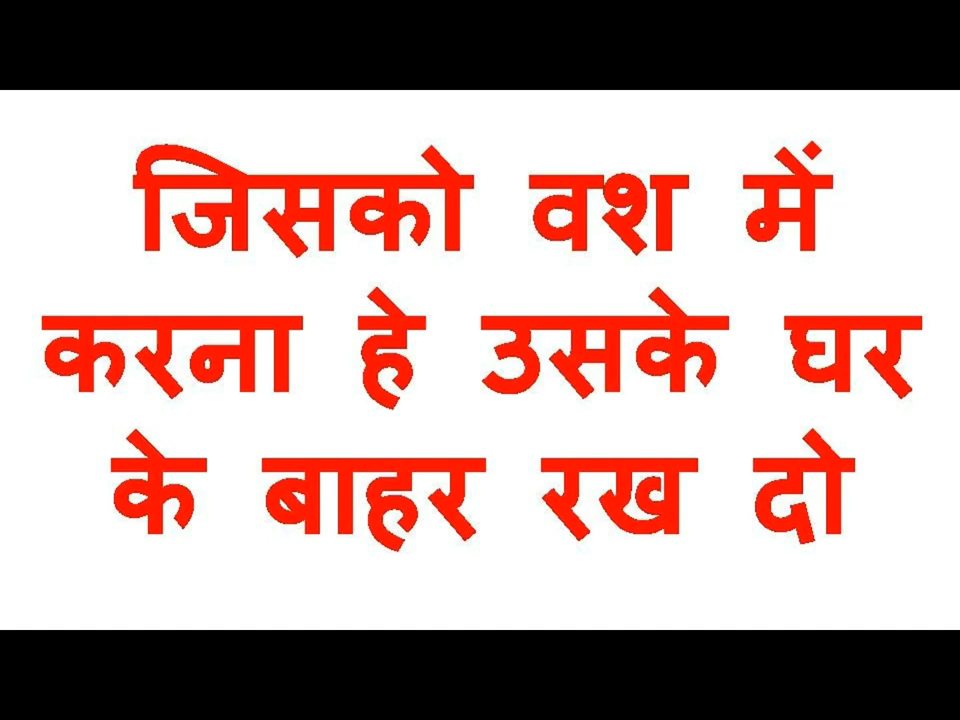 जिसको वश में
करना हे उसके घर
के बाहर रख दो